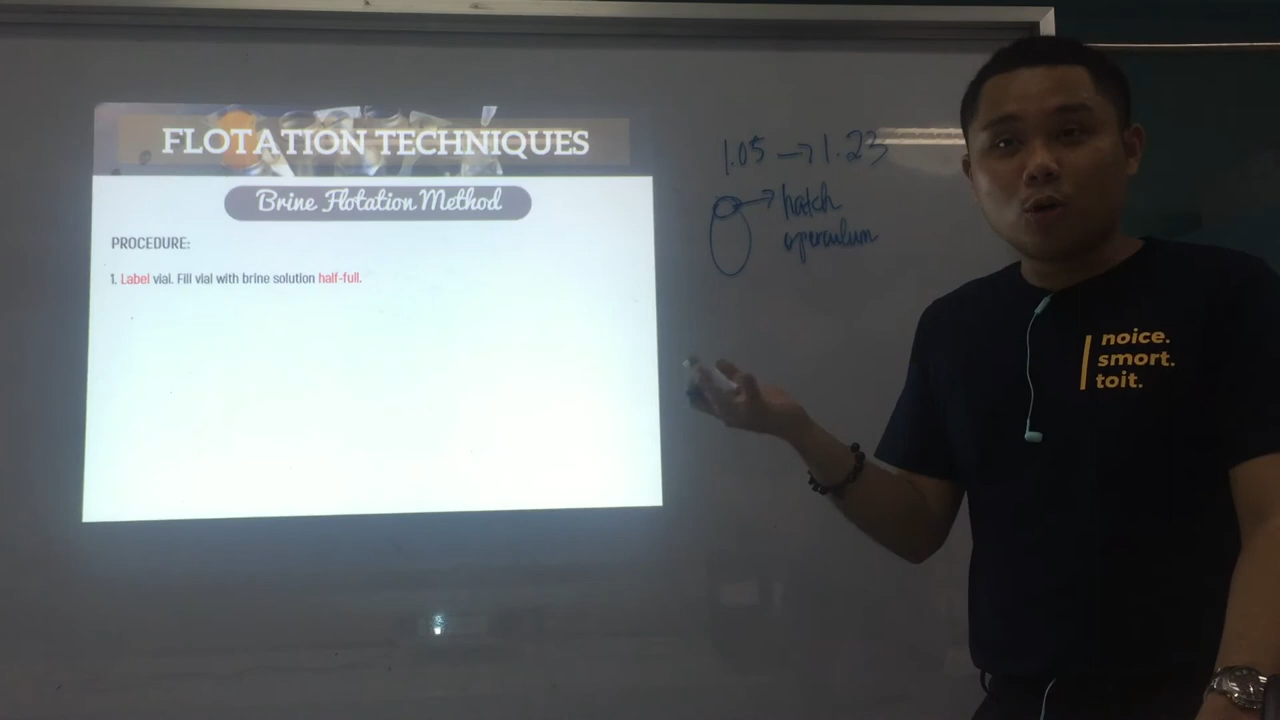 FLOTATION TECHNIQUES
Brine Flotation Method
PROCEDURE:
1. Label vial. Fill vial with brine solution half-full.
1.05 → 1.23
→ hatch
operculum
noice.
smort.
toit.